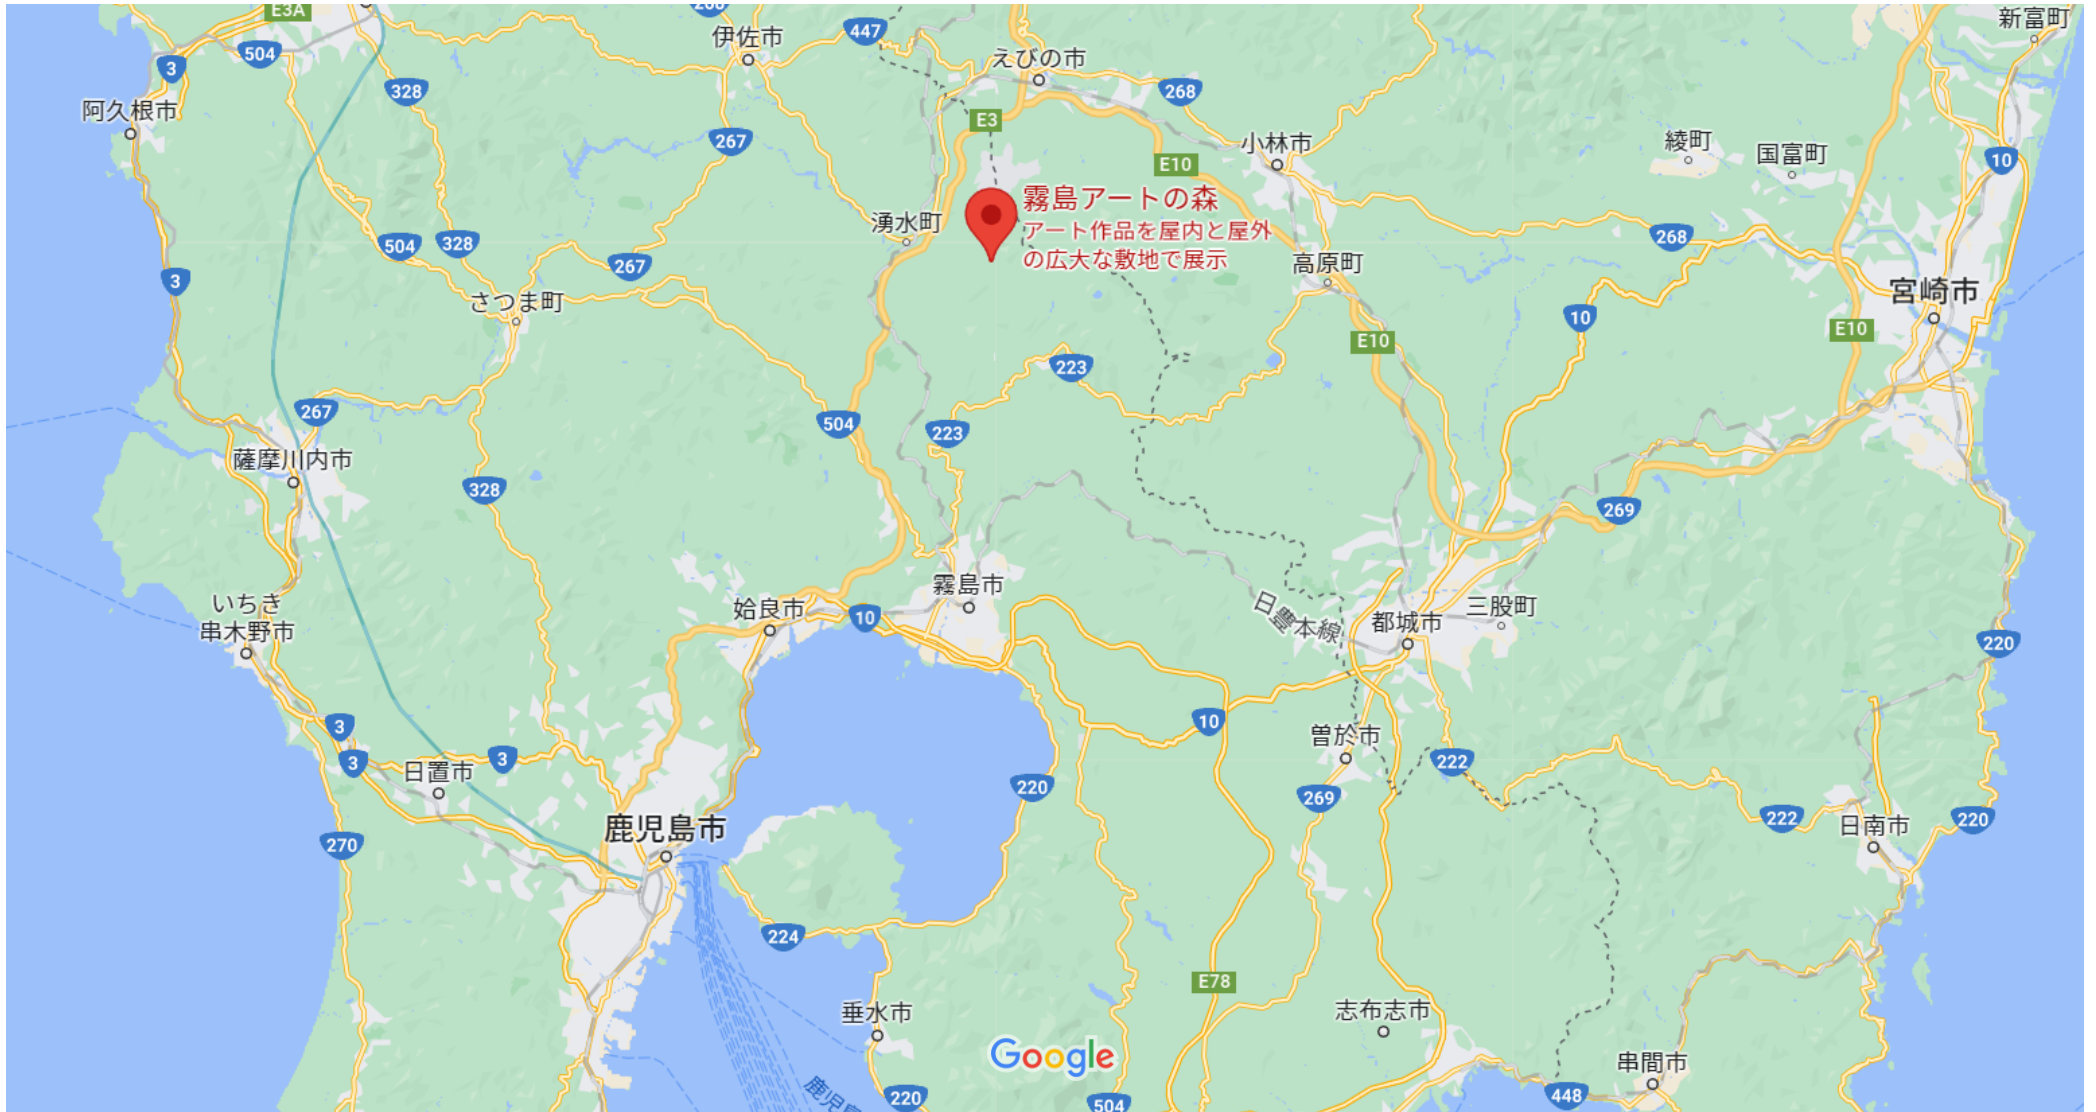 E3A
268
新富町
504
3
伊佐市
447
えびの市
328
268
阿久根市
E3
267
小林市
綾町
国富町
10
E10
霧島アートの森
アート作品を屋内と屋外
の広大な敷地で展示
湧水町
504
328
267
268
高原町
3
さつま町
宮崎市
10
E10
E10
223
267
504
223
薩摩川内市
328
269
霧島市
いちき
串木野市
姶良市
10
日豊本線
都城市
三股町
220
3
3
3
日置市
10
曽於市
222
220
269
270
鹿児島市
222
日南市
220
224
E78
垂水市
志布志市
Google
串間市
220
504
448